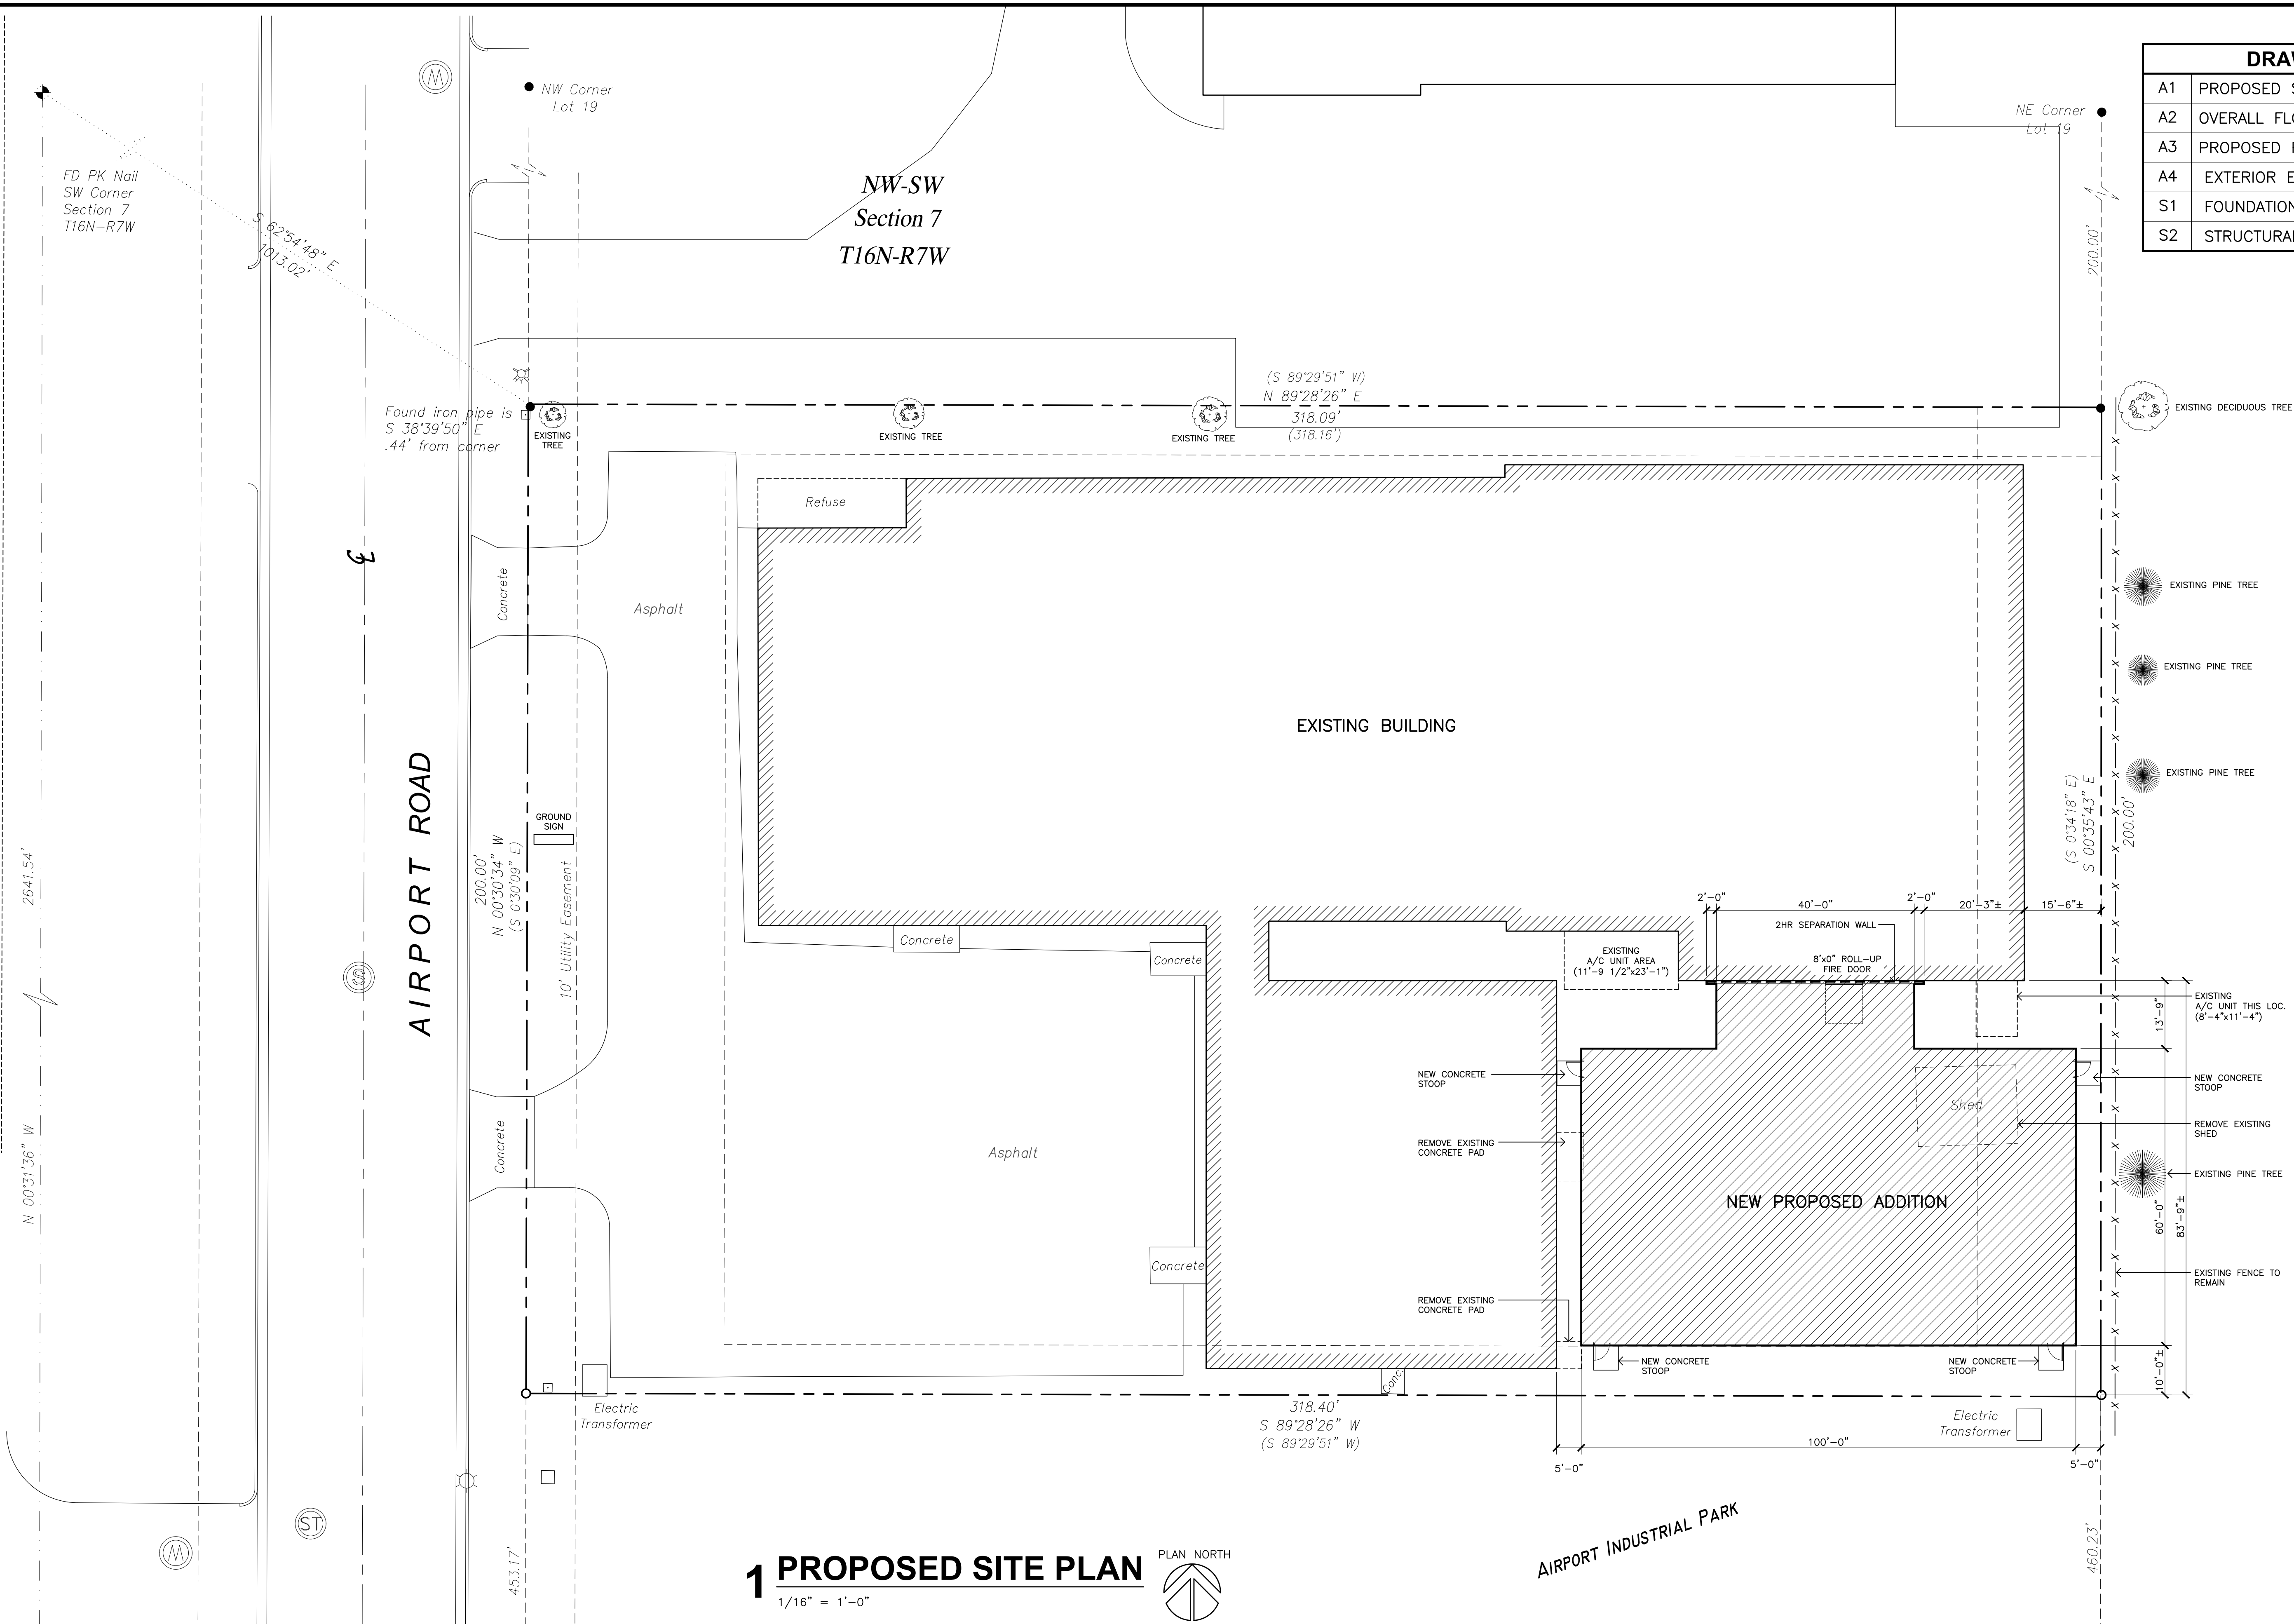 DRA
A1 PROPOSED
A2 OVERALL
A3 PROPOSED
A4 EXTERIOR
S1 FOUNDATION
S2 STRUCTURAL
W
NW Corner
Lot 19
NE Corner
Lot 19
FD PK Nail
SW Corner
Section 7
T16N-R7W
NW-SW
Section 7
T16N-R7W
S 62°54'48" E
1013.02'
200.00'
(S 89°29'51" W)
N 89°28'26" E
318.09'
(318.16')
Found iron pipe is
S 38°39'50" E
.44' from corner
EXISTING
TREE
EXISTING TREE
EXISTING TREE
EXISTING DECIDUOUS TREE
Refuse
Concrete
Asphalt
EXISTING PINE TREE
EXISTING PINE TREE
EXISTING BUILDING
EXISTING PINE TREE
AIRPORT ROAD
GROUND
SIGN
200.00'
N 00°30'34" W
(S 0°30'09" E)
10' Utility Easement
2641.54'
N 00°31'36" W
S
(S 0°34'18" E)
S 00°35'43" E
200.00'
2'-0"
40'-0"
2'-0"
20'-3"±
15'-6"±
2HR SEPARATION WALL
Concrete
Concrete
EXISTING
A/C UNIT AREA
(11'-9 1/2"x23'-1")
8'x0" ROLL-UP
FIRE DOOR
EXISTING
A/C UNIT THIS LOC.
(8'-4"x11'-4")
13'-9"
NEW CONCRETE
STOOP
NEW CONCRETE
STOOP
Shed
Concrete
Asphalt
REMOVE EXISTING
CONCRETE PAD
REMOVE EXISTING
SHED
EXISTING PINE TREE
NEW PROPOSED ADDITION
60'-0"
83'-9"±
Concrete
EXISTING FENCE TO
REMAIN
REMOVE EXISTING
CONCRETE PAD
NEW CONCRETE
STOOP
NEW CONCRETE
STOOP
10'-0"±
Conc.
Electric
Transformer
318.40'
S 89°28'26" W
(S 89°29'51" W)
Electric
Transformer
5'-0"
100'-0"
5'-0"
ST
W
453.17'
460.23'
AIRPORT INDUSTRIAL PARK
1 PROPOSED SITE PLAN
1/16" = 1'-0"
PLAN NORTH